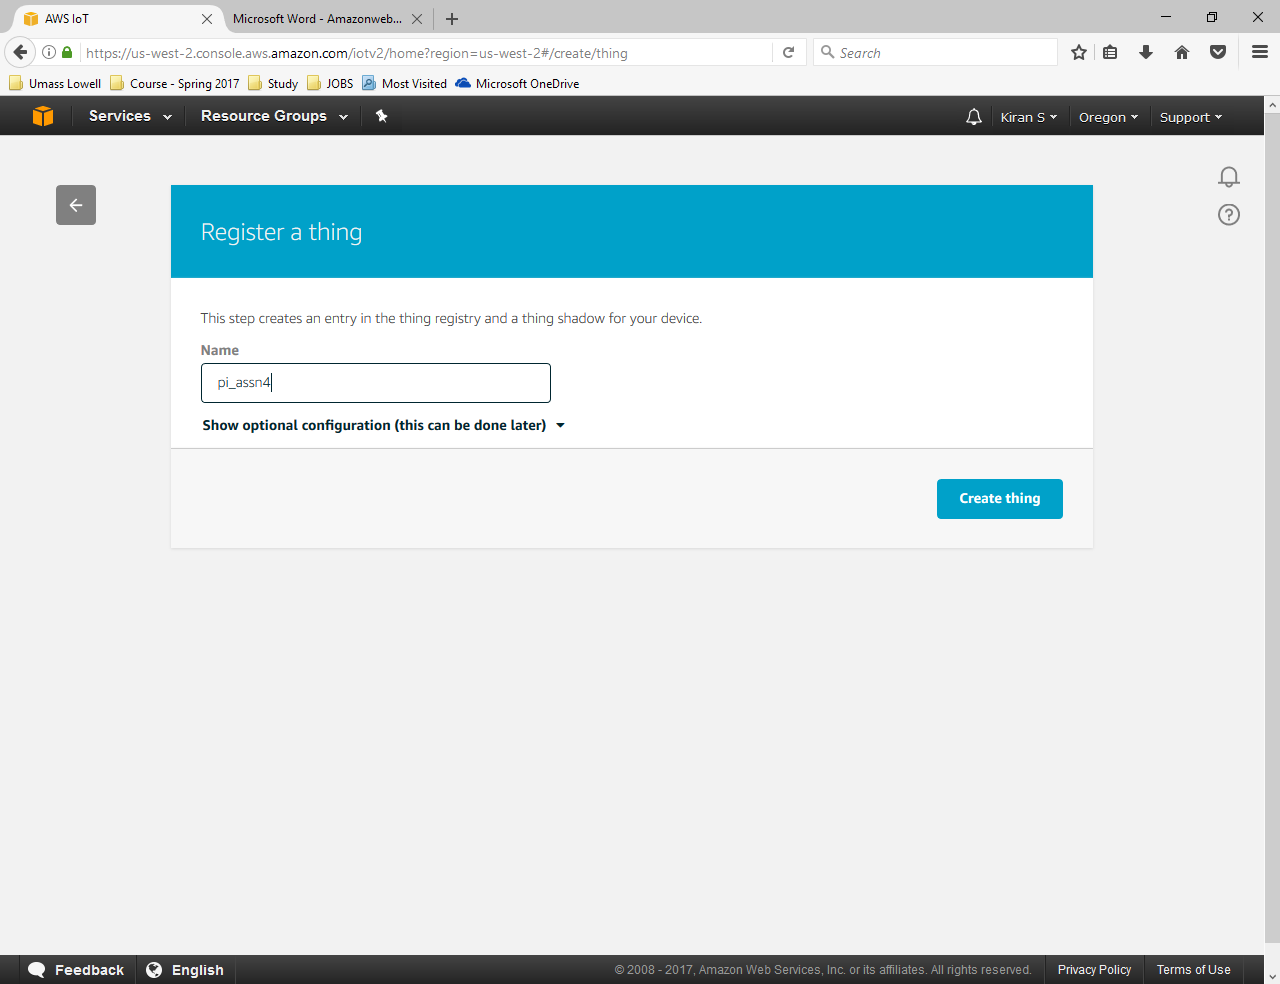 AWS IoT
Microsoft Word - Amazonweb...
https://us-west-2.console.aws.amazon.com/iotv2/home?region=us-west-2#/create/thing
Search
Umass Lowell Course - Spring 2017 Study JOBS Most Visited Microsoft OneDrive
Services Resource Groups Kiran S Oregon Support
Register a thing
This step creates an entry in the thing registry and a thing shadow for your device.
Name
pi_assn4
Show optional configuration (this can be done later)
Create thing
Feedback English © 2008 - 2017, Amazon Web Services, Inc. or its affiliates. All rights reserved. Privacy Policy Terms of Use